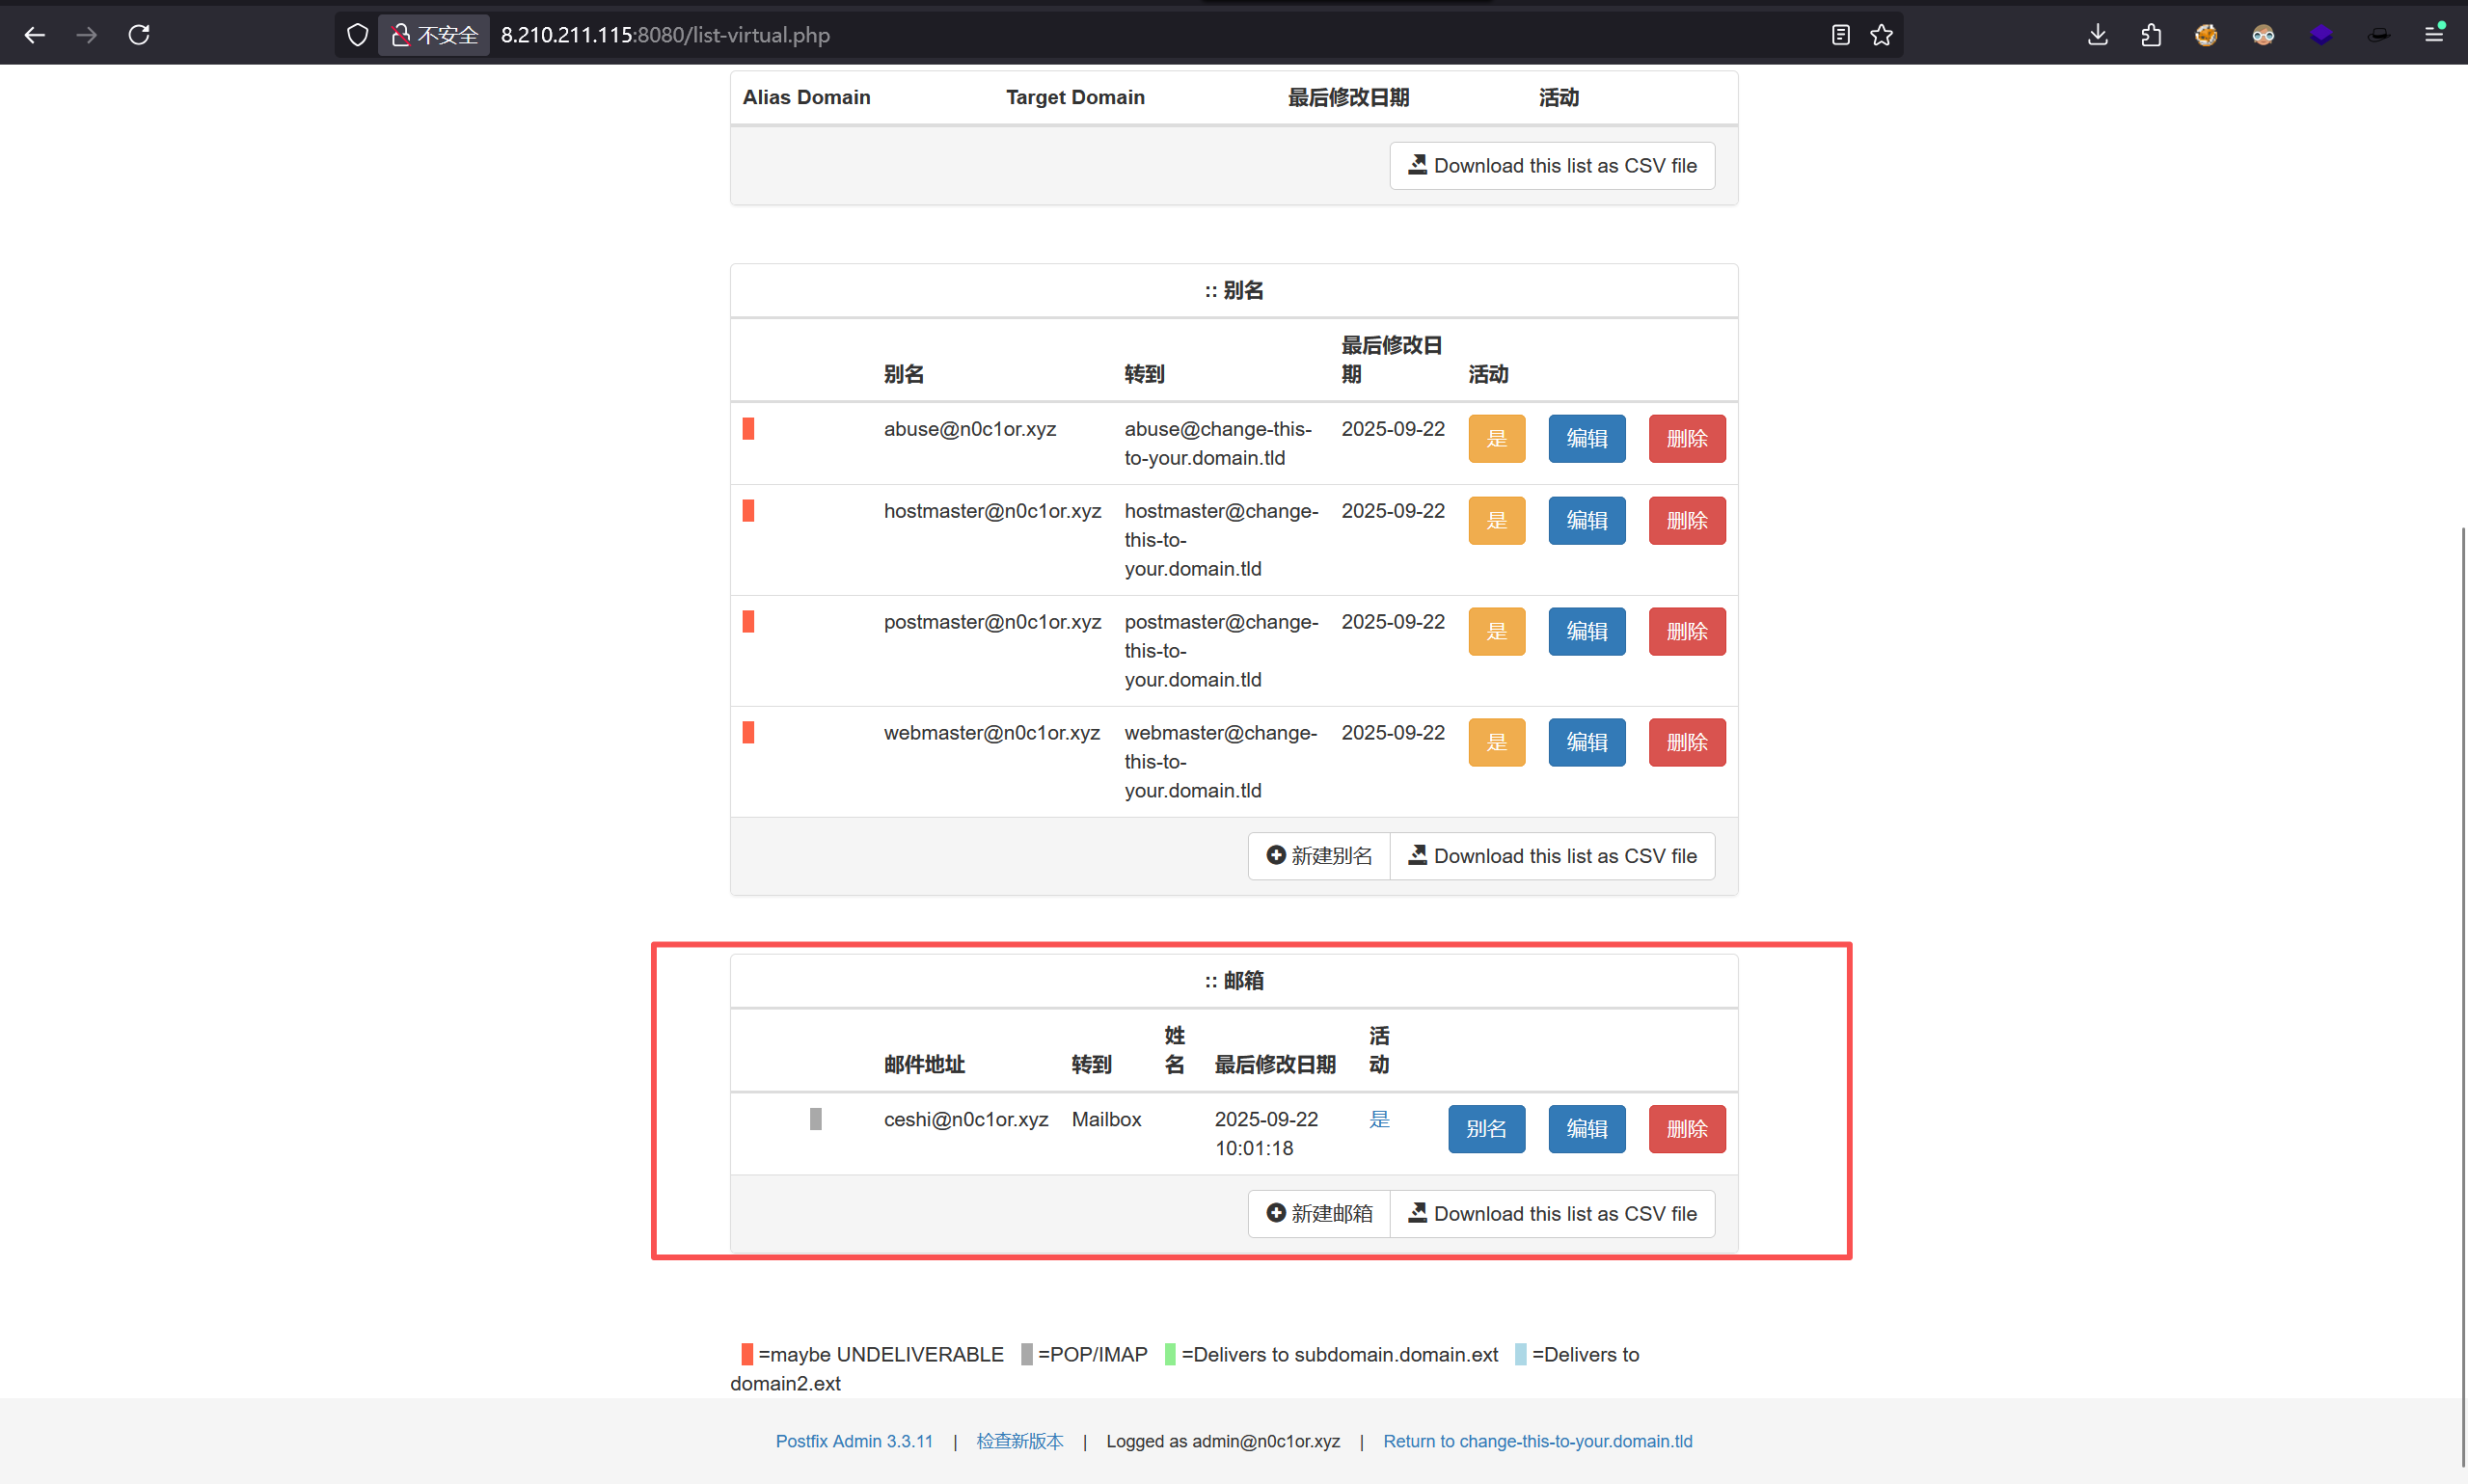 不安全 8.210.211.115:8080/list-virtual.php
Alias Domain Target Domain 最后修改日期 活动
Download this list as CSV file
:: 别名
别名 转到 最后修改日期 活动
abuse@n0c1or.xyz abuse@change-this-to-your.domain.tld 2025-09-22 是 编辑 删除
hostmaster@n0c1or.xyz hostmaster@change-this-to-your.domain.tld 2025-09-22 是 编辑 删除
postmaster@n0c1or.xyz postmaster@change-this-to-your.domain.tld 2025-09-22 是 编辑 删除
webmaster@n0c1or.xyz webmaster@change-this-to-your.domain.tld 2025-09-22 是 编辑 删除
新建别名 Download this list as CSV file
:: 邮箱
邮件地址 转到 姓名 最后修改日期 活动
ceshi@n0c1or.xyz Mailbox 2025-09-22 10:01:18 是 别名 编辑 删除
新建邮箱 Download this list as CSV file
=maybe UNDELIVERABLE =POP/IMAP =Delivers to subdomain.domain.ext =Delivers to
domain2.ext
Postfix Admin 3.3.11 | 检查新版本 | Logged as admin@n0c1or.xyz | Return to change-this-to-your.domain.tld